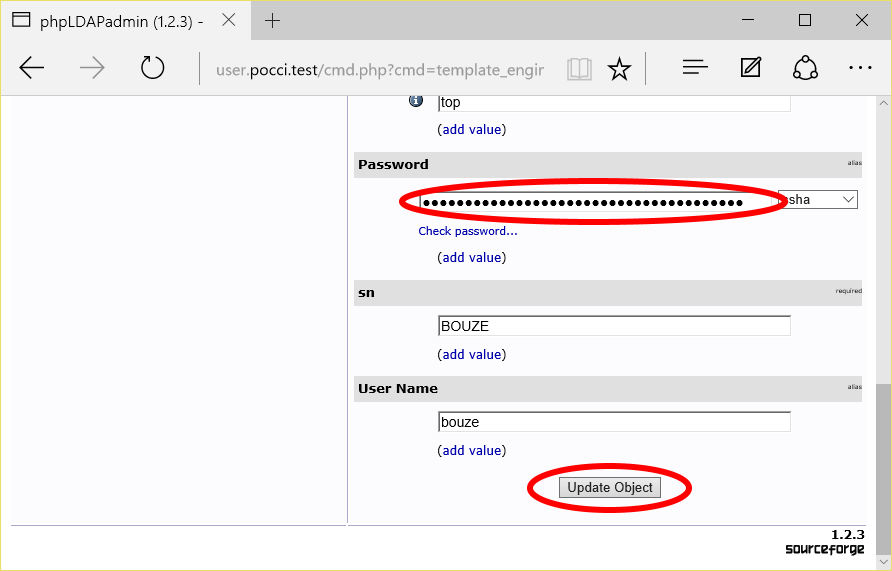 phpLDAPadmin (1.2.3) -
user.pocci.test/cmd.php?cmd=template_engir
top
(add value)
Password alias
●●●●●●●●●●●●●●●●●●●●●●●●●●●●●●●●●●●●●● ssha
Check password...
(add value)
sn required
BOUZE
(add value)
User Name alias
bouze
(add value)
Update Object
1.2.3
sourceforge